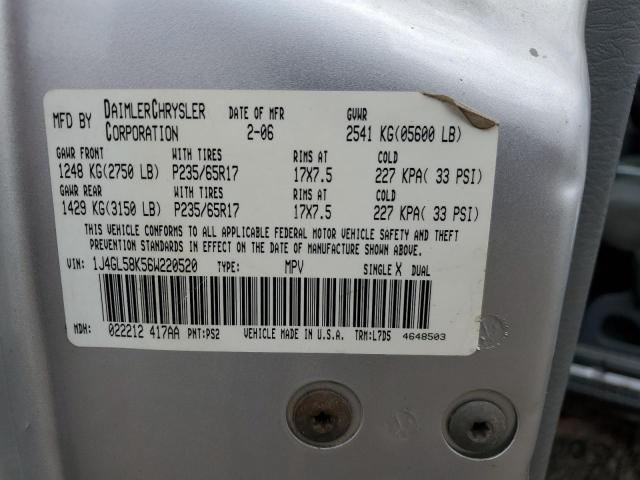 MFD BY DAIMLERCHRYSLER CORPORATION DATE OF MFR 2-06 GVWR 2541 KG(05600 LB)
GAWR FRONT WITH TIRES RIMS AT COLD
1248 KG(2750 LB) P235/65R17 17X7.5 227 KPA( 33 PSI)
GAWR REAR WITH TIRES RIMS AT COLD
1429 KG(3150 LB) P235/65R17 17X7.5 227 KPA( 33 PSI)
THIS VEHICLE CONFORMS TO ALL APPLICABLE FEDERAL MOTOR VEHICLE SAFETY AND THEFT
PREVENTION STANDARDS IN EFFECT ON THE DATE OF MANUFACTURE SHOWN ABOVE.
VIN: 1J4GL58K56W220520 TYPE: MPV SINGLE X DUAL
MDH: 022212 417AA PNT:PS2 VEHICLE MADE IN U.S.A. TRM:L7D5 4648503